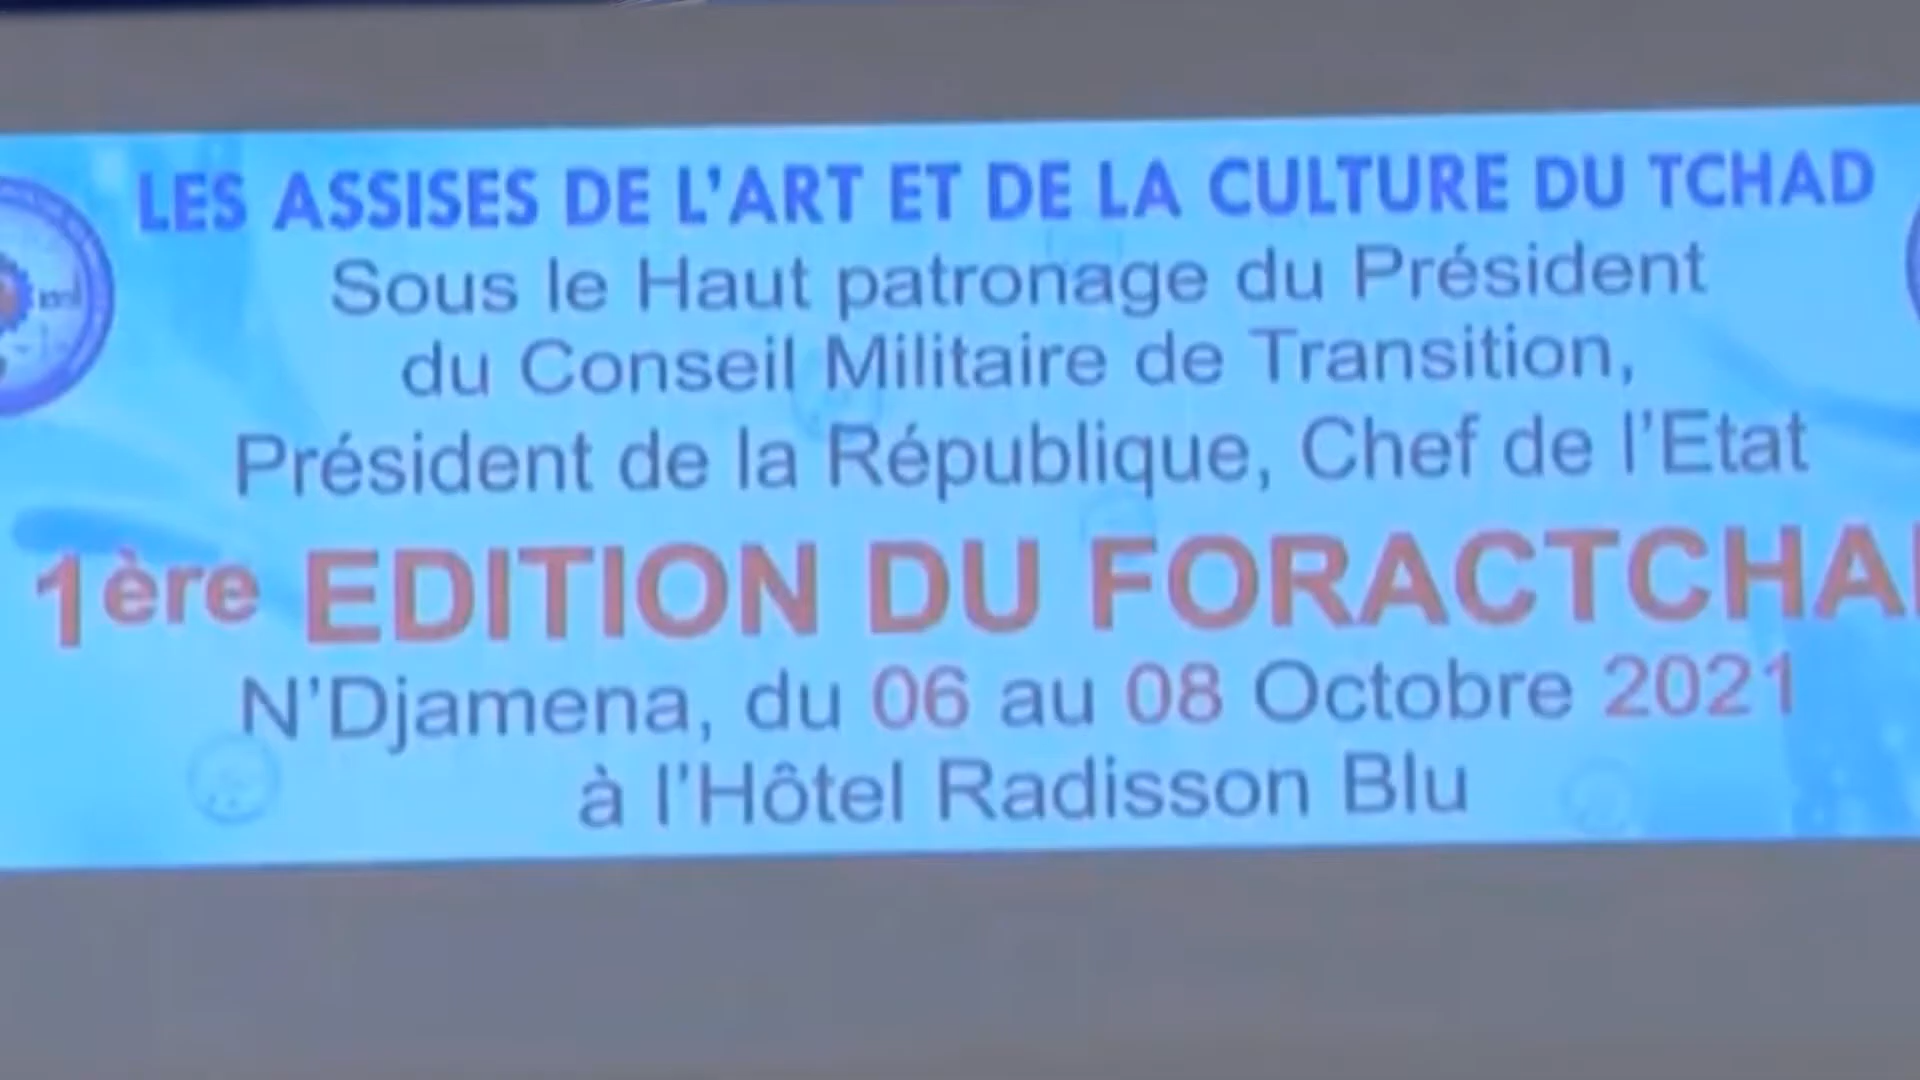 LES ASSISES DE L'ART ET DE LA CULTURE DU TCHAD
Sous le Haut patronage du Président
du Conseil Militaire de Transition,
Président de la République, Chef de l'Etat
1ère EDITION DU FORACTCHA
N'Djamena, du 06 au 08 Octobre 2021
à l'Hôtel Radisson Blu